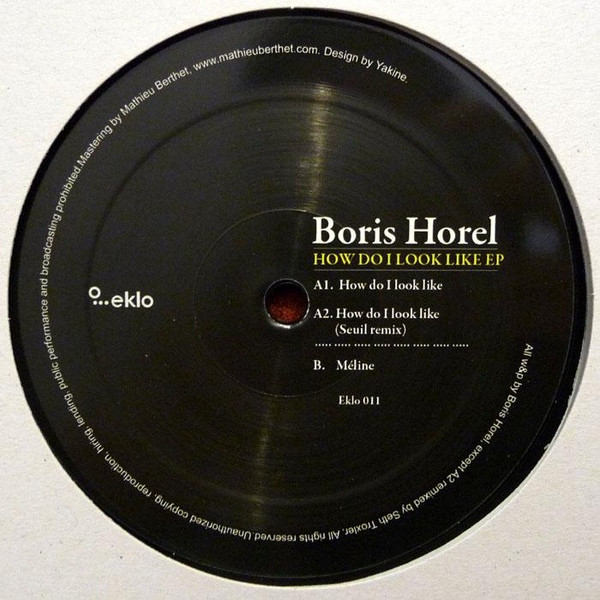 Boris Horel
HOW DO I LOOK LIKE EP
A1. How do I look like
A2. How do I look like
(Seuil remix)
B. Méline
Eklo 011
eklo
All w&p by Boris Horel, except A2 remixed by Seth Troxler. All rights reserved.Unauthorized copying, reproduction, hiring, lending, public performance and broadcasting prohibited.Mastering by Mathieu Berthet, www.mathieuberthet.com. Design by Yakine.